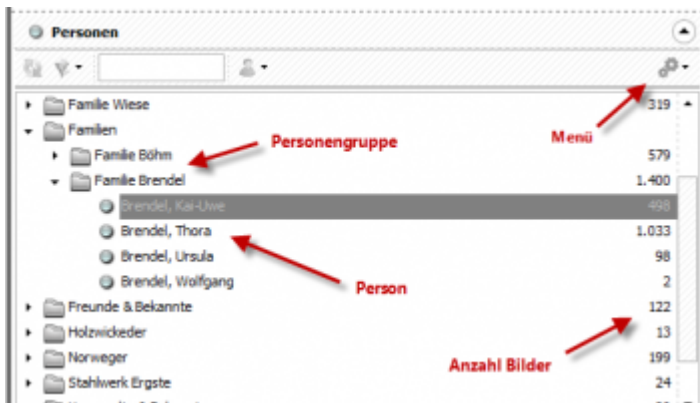 Personen
Familie Wiese 319
Menü
Familien
Personengruppe
Familie Böhm 579
Familie Brendel 1.400
Brendel, Kai-Uwe 498
Brendel, Thora 1.033
Brendel, Ursula 98
Brendel, Wolfgang 2
Person
Freunde & Bekannte 122
Holzwickeder 13
Norweger 199
Anzahl Bilder
Stahlwerk Ergste 24